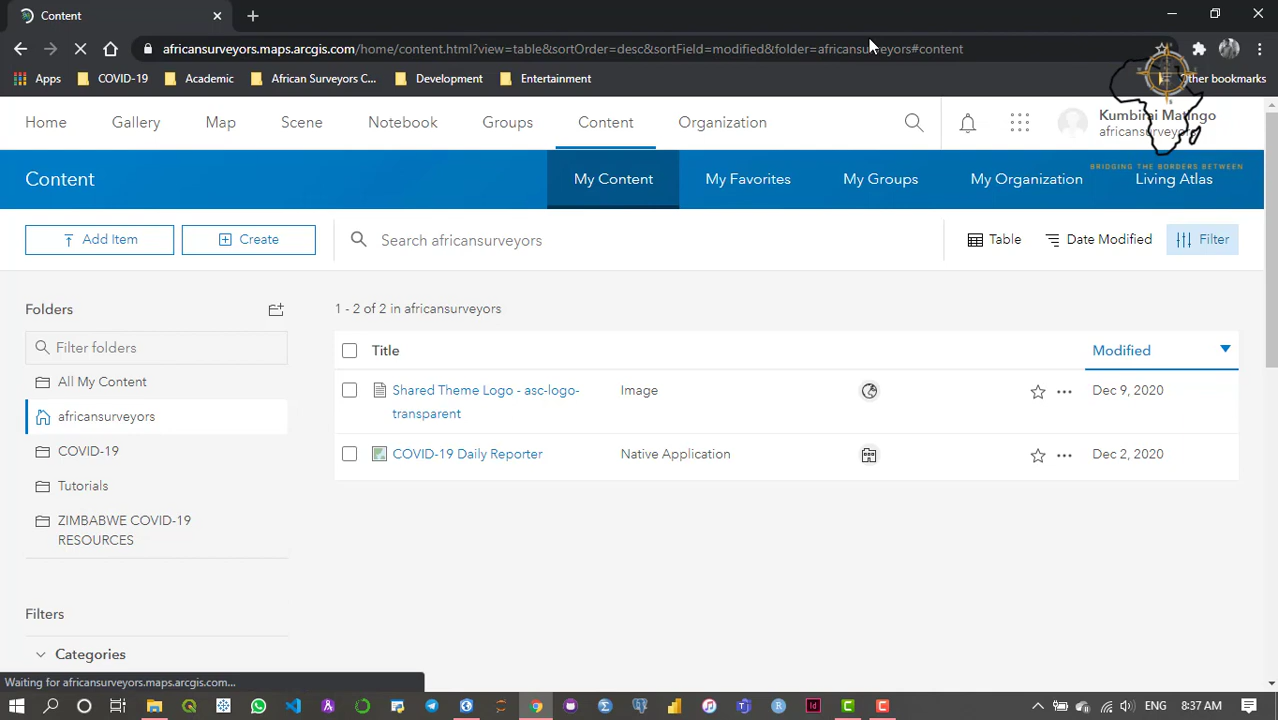 Content
africansurveyors.maps.arcgis.com/home/content.html?view=table&sortOrder=desc&sortField=modified&folder=africansurveyors#content
Apps COVID-19 Academic African Surveyors C... Development Entertainment Other bookmarks
Home Gallery Map Scene Notebook Groups Content Organization
Kumbirai Matingo
africansurveyors
BRIDGING THE BORDERS BETWEEN
Content My Content My Favorites My Groups My Organization Living Atlas
Add Item Create Search africansurveyors Table Date Modified Filter
Folders
1 - 2 of 2 in africansurveyors
Filter folders
Title Modified
All My Content
Shared Theme Logo - asc-logo-
transparent
Image Dec 9, 2020
africansurveyors
COVID-19
COVID-19 Daily Reporter Native Application Dec 2, 2020
Tutorials
ZIMBABWE COVID-19
RESOURCES
Filters
Categories
Waiting for africansurveyors.maps.arcgis.com...
ENG 8:37 AM